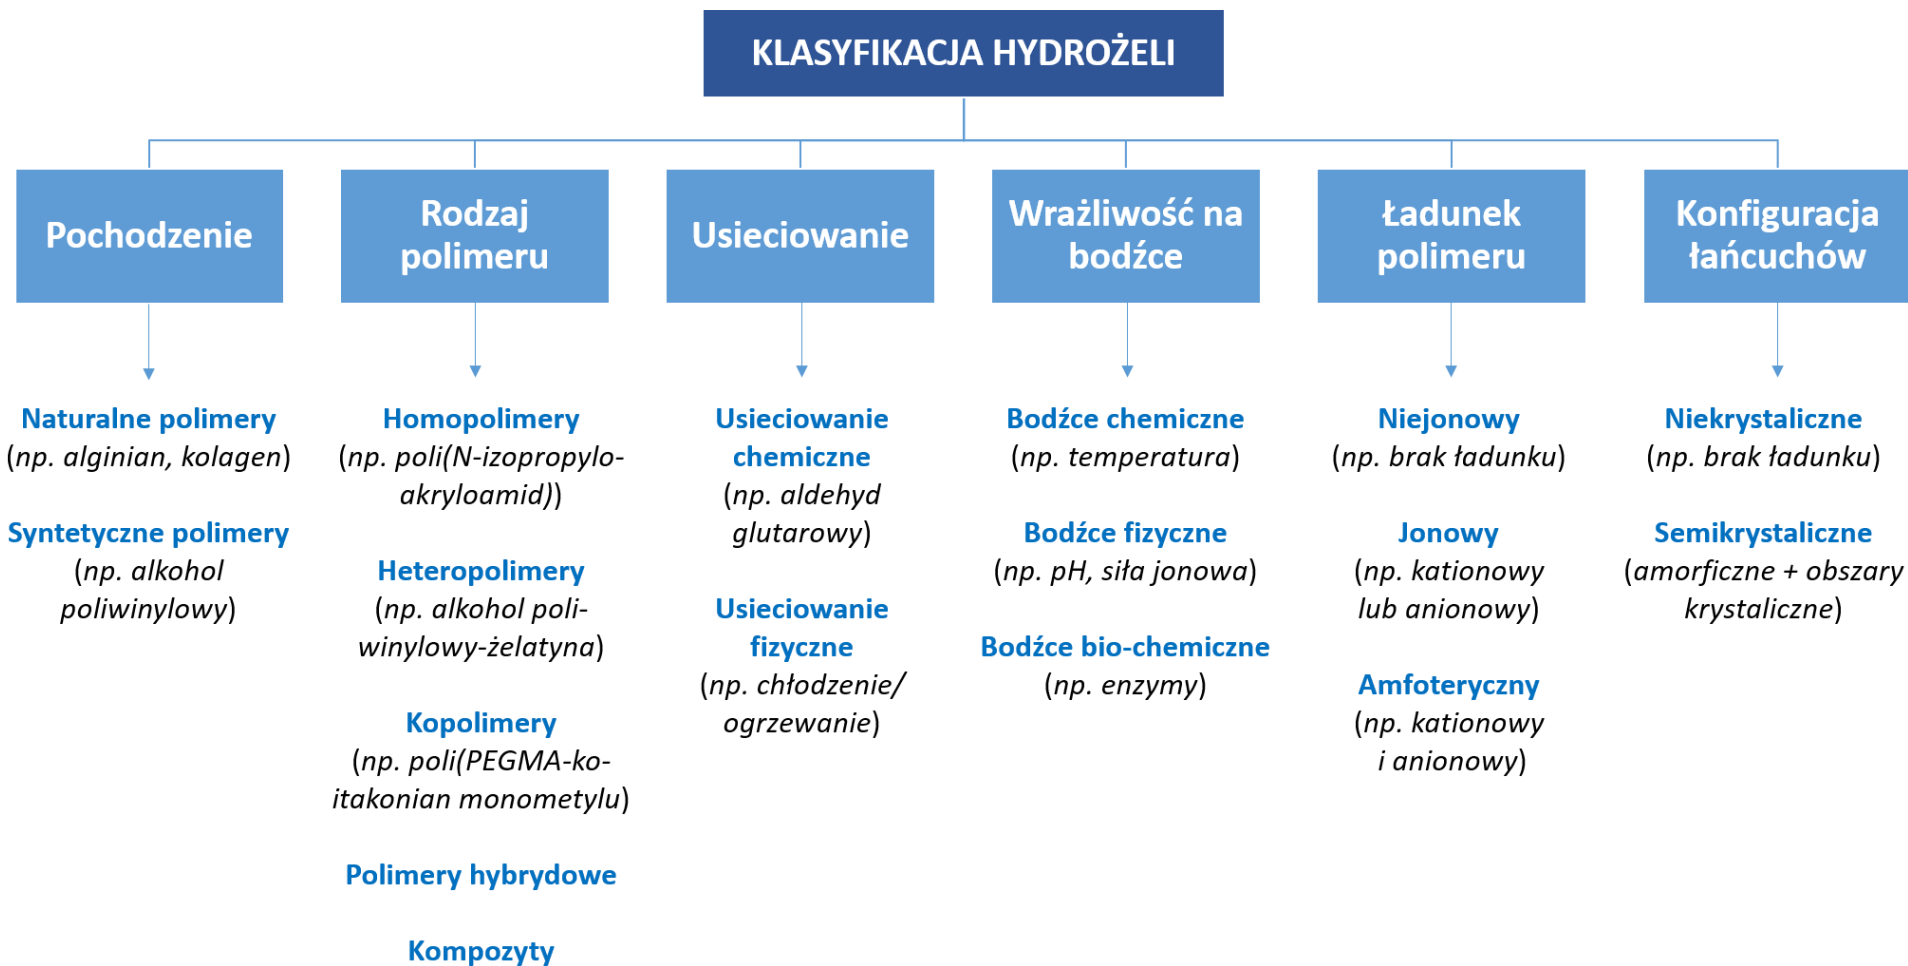 KLASYFIKACJA HYDROŻELI
Pochodzenie
Naturalne polimery
(np. alginian, kolagen)
Syntetyczne polimery
(np. alkohol
poliwinylowy)
Rodzaj
polimeru
Homopolimery
(np. poli(N-izopropylo-
akryloamid))
Heteropolimery
(np. alkohol poli-
winylowy-żelatyna)
Kopolimery
(np. poli(PEGMA-ko-
itakonian monometylu)
Polimery hybrydowe
Kompozyty
Usieciowanie
Usieciowanie
chemiczne
(np. aldehyd
glutarowy)
Usieciowanie
fizyczne
(np. chłodzenie/
ogrzewanie)
Wrażliwość na
bodźce
Bodźce chemiczne
(np. temperatura)
Bodźce fizyczne
(np. pH, siła jonowa)
Bodźce bio-chemiczne
(np. enzymy)
Ładunek
polimeru
Niejonowy
(np. brak ładunku)
Jonowy
(np. kationowy
lub anionowy)
Amfoteryczny
(np. kationowy
i anionowy)
Konfiguracja
łańcuchów
Niekrystaliczne
(np. brak ładunku)
Semikrystaliczne
(amorficzne + obszary
krystaliczne)